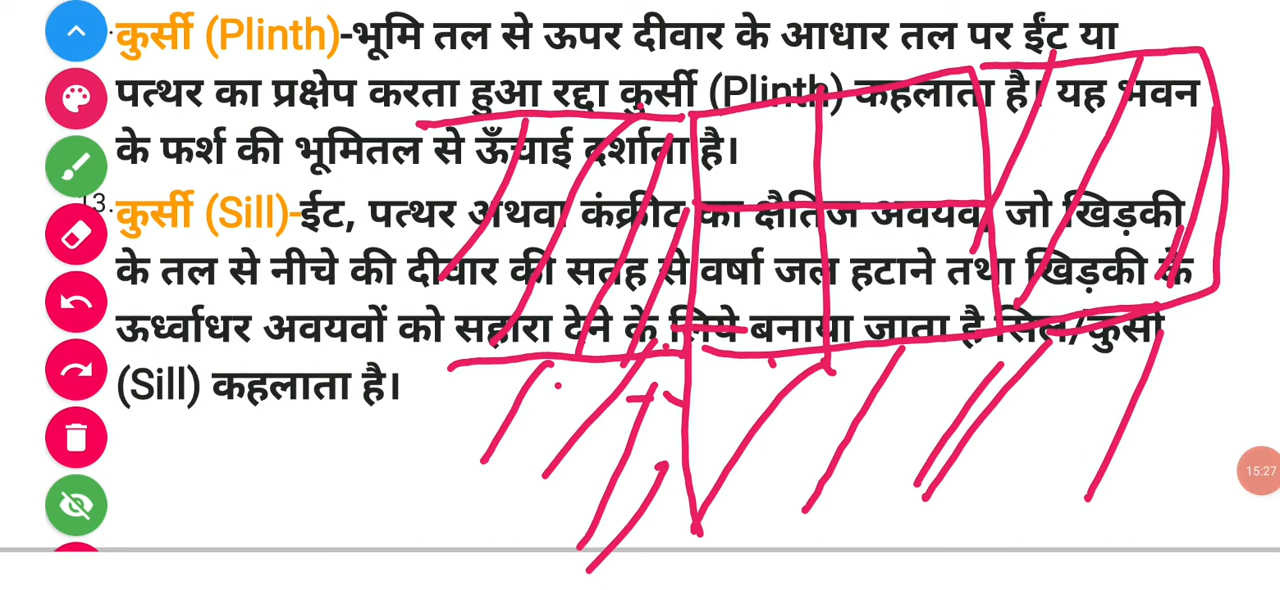 कुर्सी (Plinth)-भूमि तल से ऊपर दीवार के आधार तल पर ईंट या
पत्थर का प्रक्षेप करता हुआ रद्दा कुर्सी (Plinth) कहलाता है। यह भवन
के फर्श की भूमितल से ऊँचाई दर्शाता है।
13. कुर्सी (Sill)-ईट, पत्थर अथवा कंक्रीट का क्षैतिज अवयव, जो खिड़की
के तल से नीचे की दीवार की सतह से वर्षा जल हटाने तथा खिड़की के
ऊर्ध्वाधर अवयवों को सहारा देने के लिये बनाया जाता है सिल/कुर्सी
(Sill) कहलाता है।
15:27